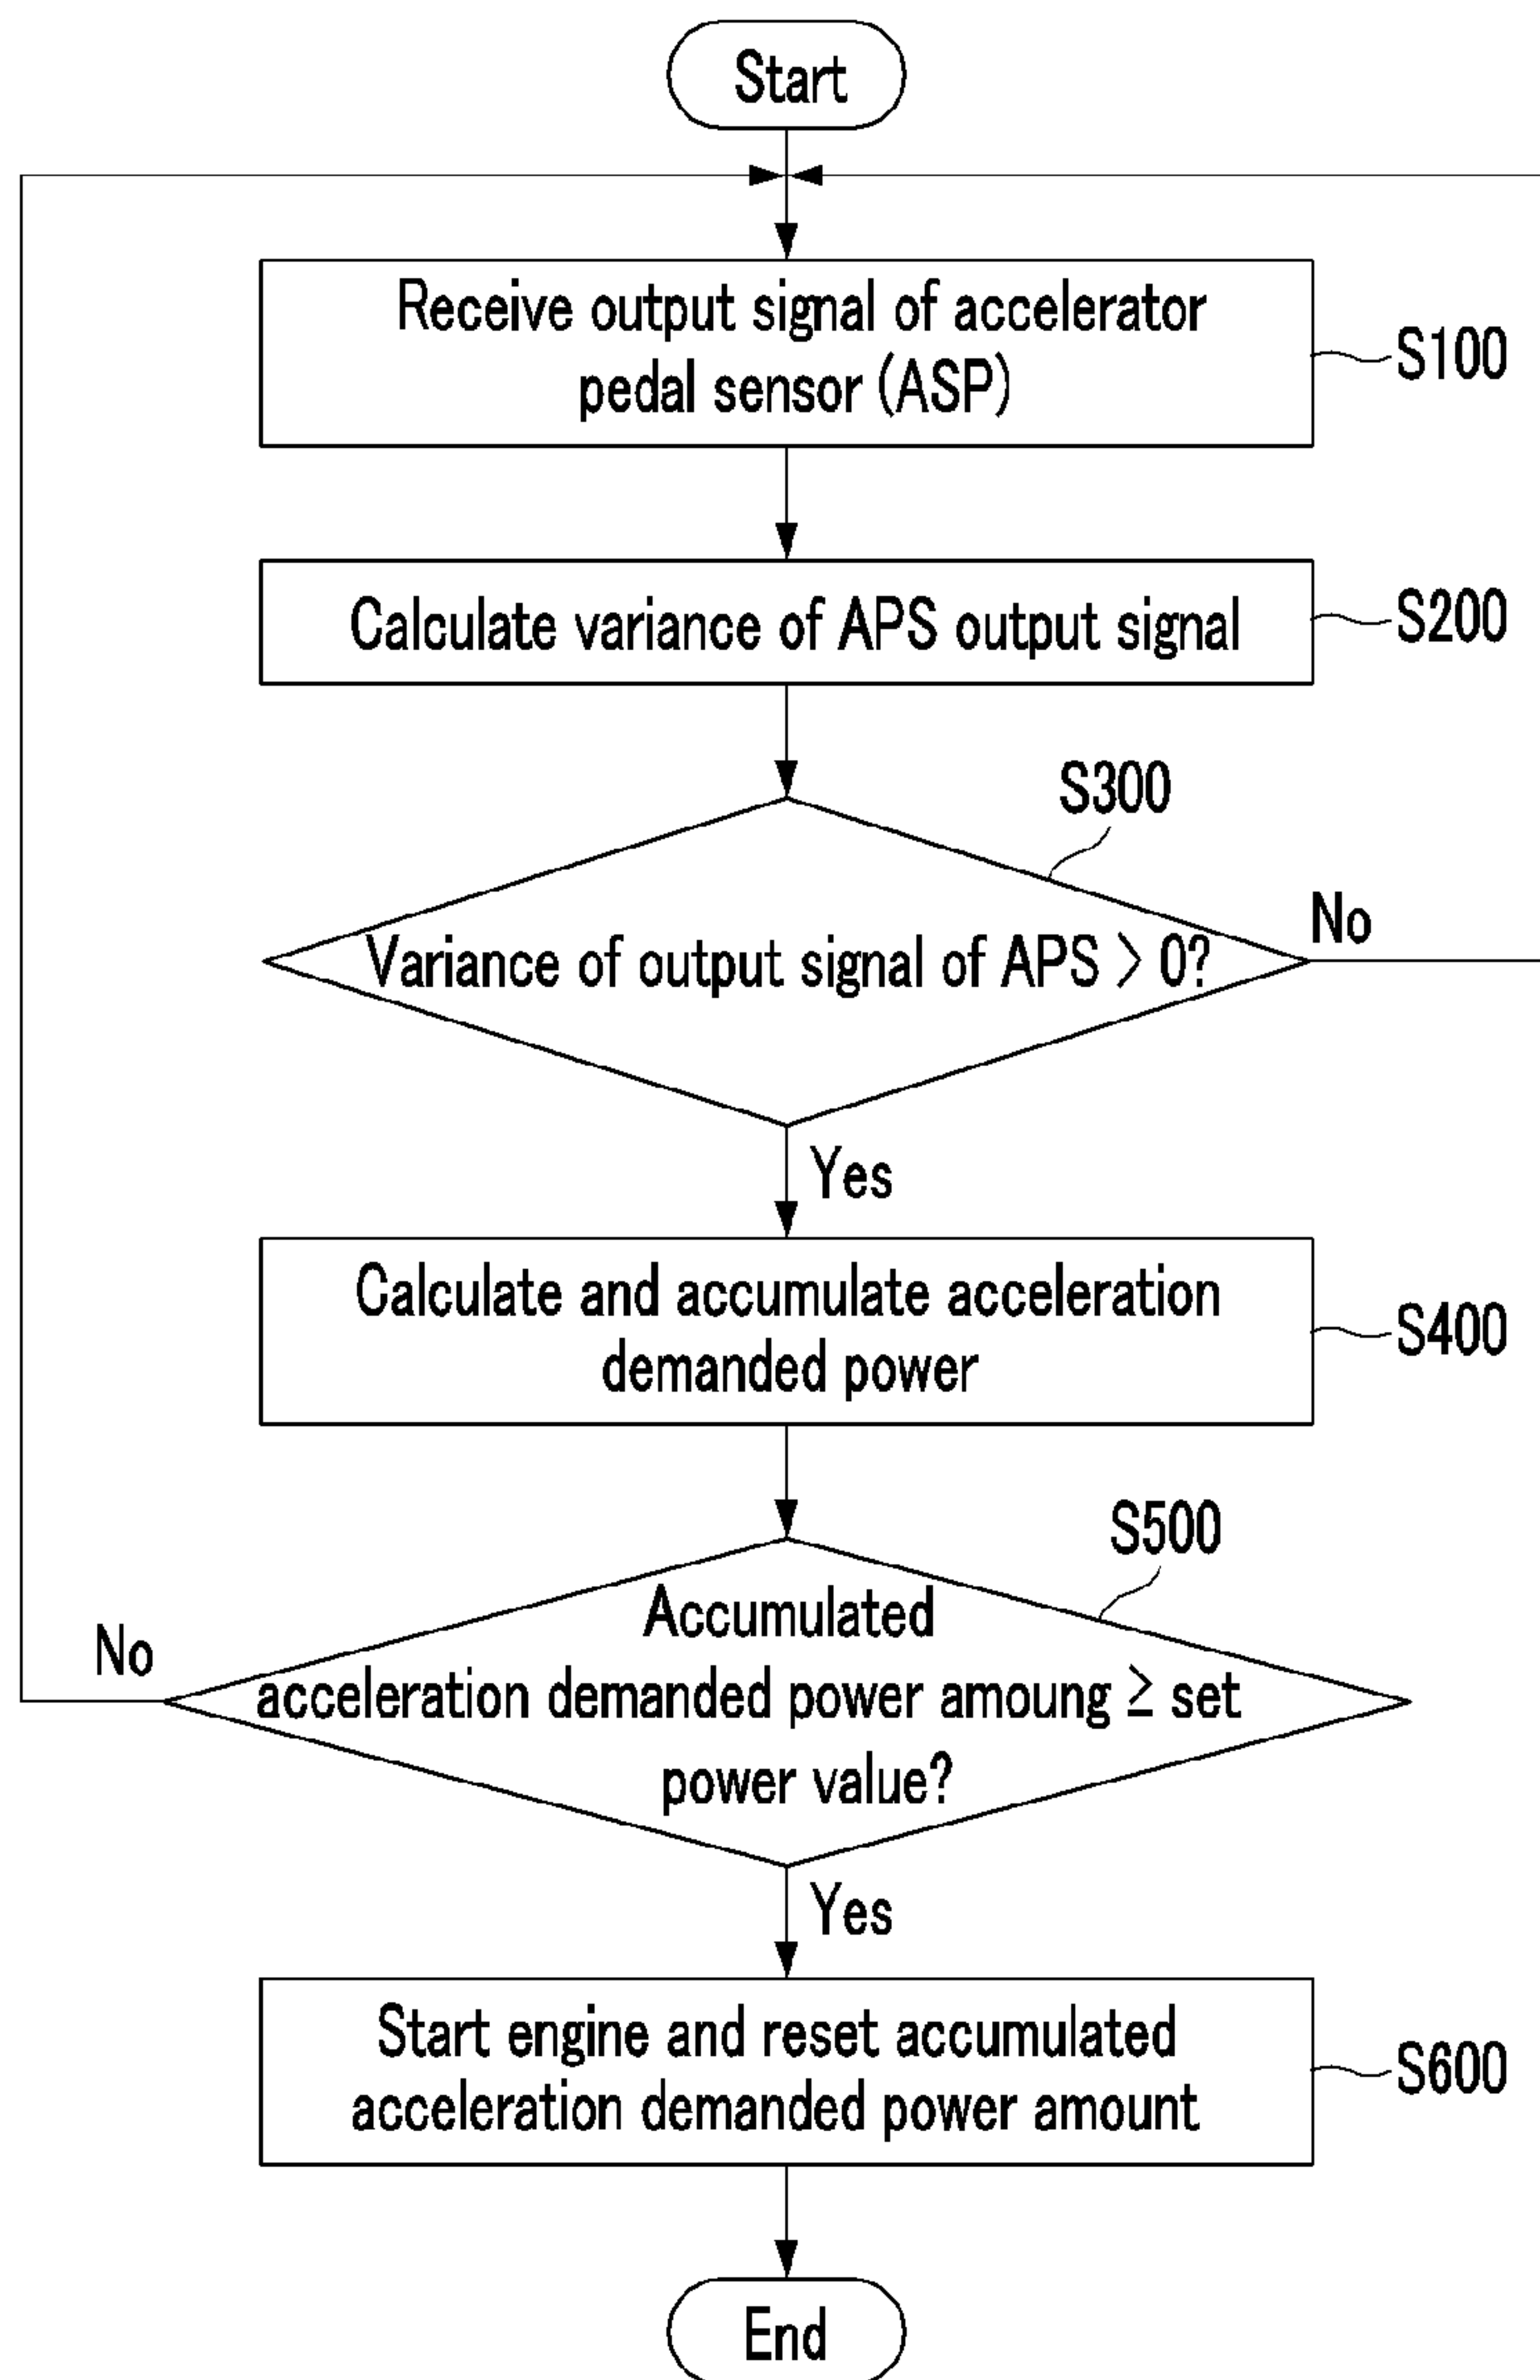 Start
Receive output signal of accelerator
pedal sensor (ASP)
S100
Calculate variance of APS output signal
S200
S300
Variance of output signal of APS > 0?
No
Yes
Calculate and accumulate acceleration
demanded power
S400
S500
Accumulated
acceleration demanded power amoung ≥ set
power value?
No
Yes
Start engine and reset accumulated
acceleration demanded power amount
S600
End